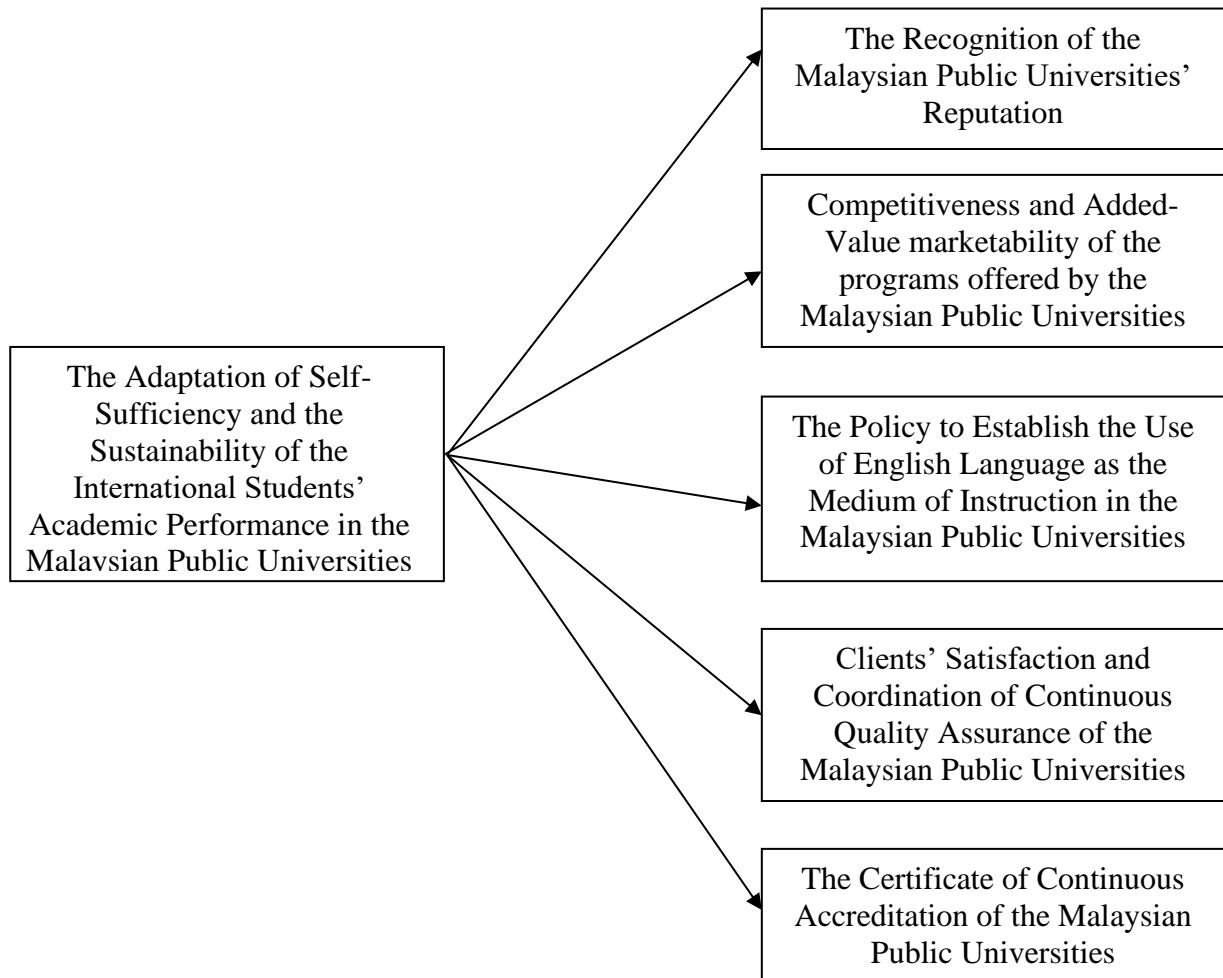 The Recognition of the
Malaysian Public Universities’
Reputation
Competitiveness and Added-
Value marketability of the
programs offered by the
Malaysian Public Universities
The Adaptation of Self-
Sufficiency and the
Sustainability of the
International Students’
Academic Performance in the
Malaysian Public Universities
The Policy to Establish the Use
of English Language as the
Medium of Instruction in the
Malaysian Public Universities
Clients’ Satisfaction and
Coordination of Continuous
Quality Assurance of the
Malaysian Public Universities
The Certificate of Continuous
Accreditation of the Malaysian
Public Universities